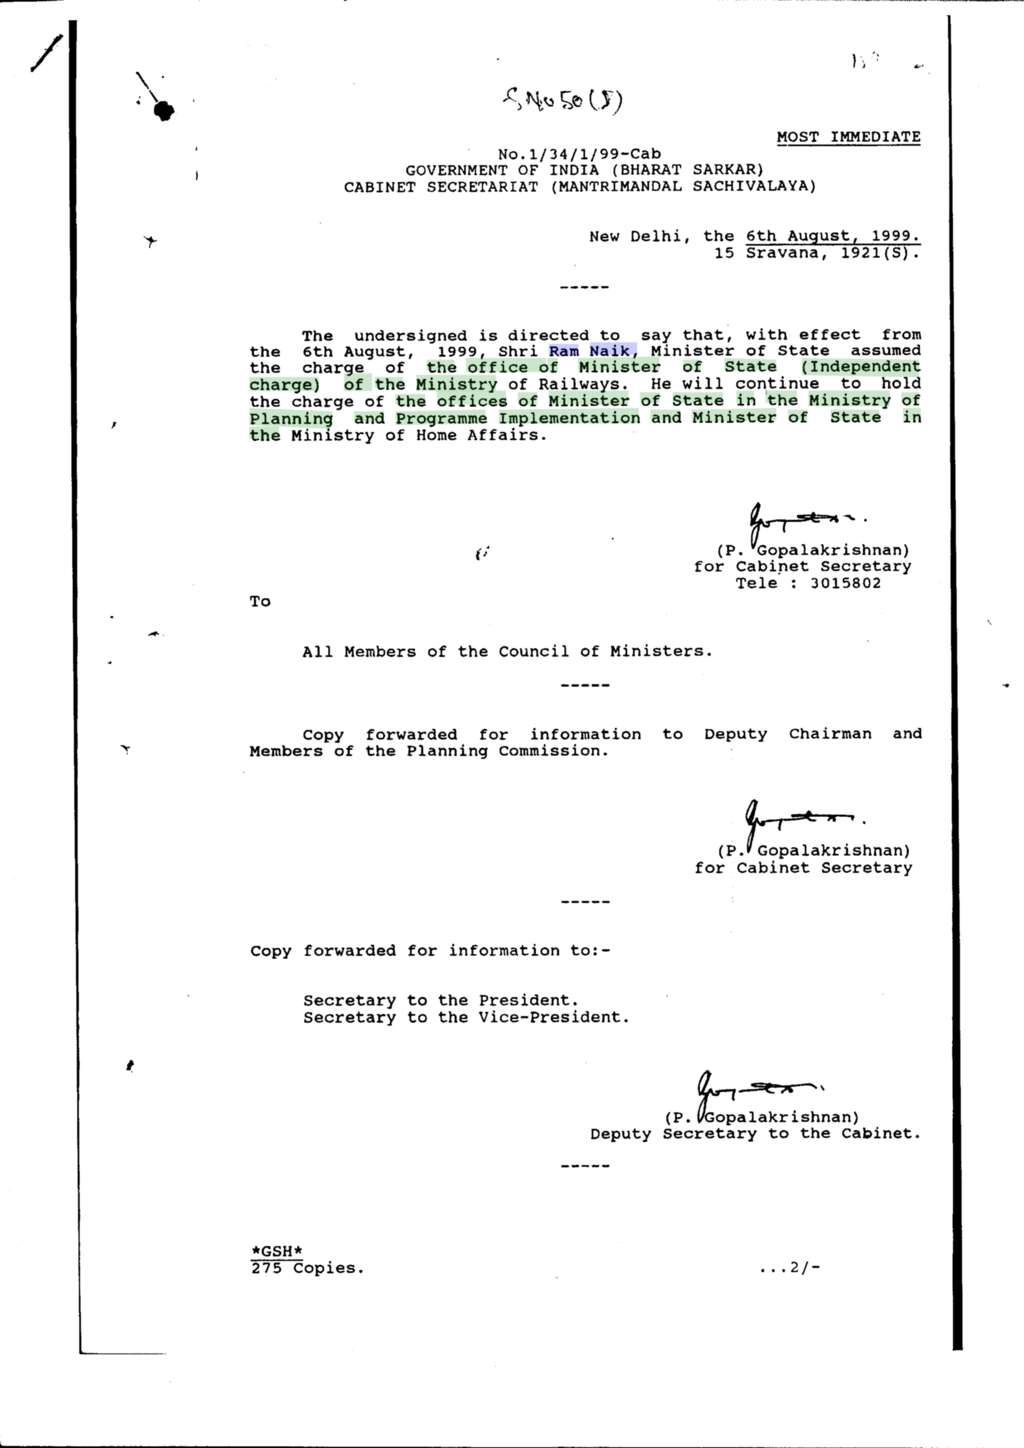 S.No 50(S)
MOST IMMEDIATE
No.1/34/1/99-Cab
GOVERNMENT OF INDIA (BHARAT SARKAR)
CABINET SECRETARIAT (MANTRIMANDAL SACHIVALAYA)
New Delhi, the 6th August, 1999.
15 Sravana, 1921(S).
-----
The undersigned is directed to say that, with effect from
the 6th August, 1999, Shri Ram Naik, Minister of State assumed
the charge of the office of Minister of State (Independent
charge) of the Ministry of Railways. He will continue to hold
the charge of the offices of Minister of State in the Ministry of
Planning and Programme Implementation and Minister of State in
the Ministry of Home Affairs.
(P. Gopalakrishnan)
for Cabinet Secretary
Tele : 3015802
To
All Members of the Council of Ministers.
-----
Copy forwarded for information to Deputy Chairman and
Members of the Planning Commission.
(P. Gopalakrishnan)
for Cabinet Secretary
-----
Copy forwarded for information to:-
Secretary to the President.
Secretary to the Vice-President.
(P. Gopalakrishnan)
Deputy Secretary to the Cabinet.
-----
*GSH*
275 Copies.
...2/-